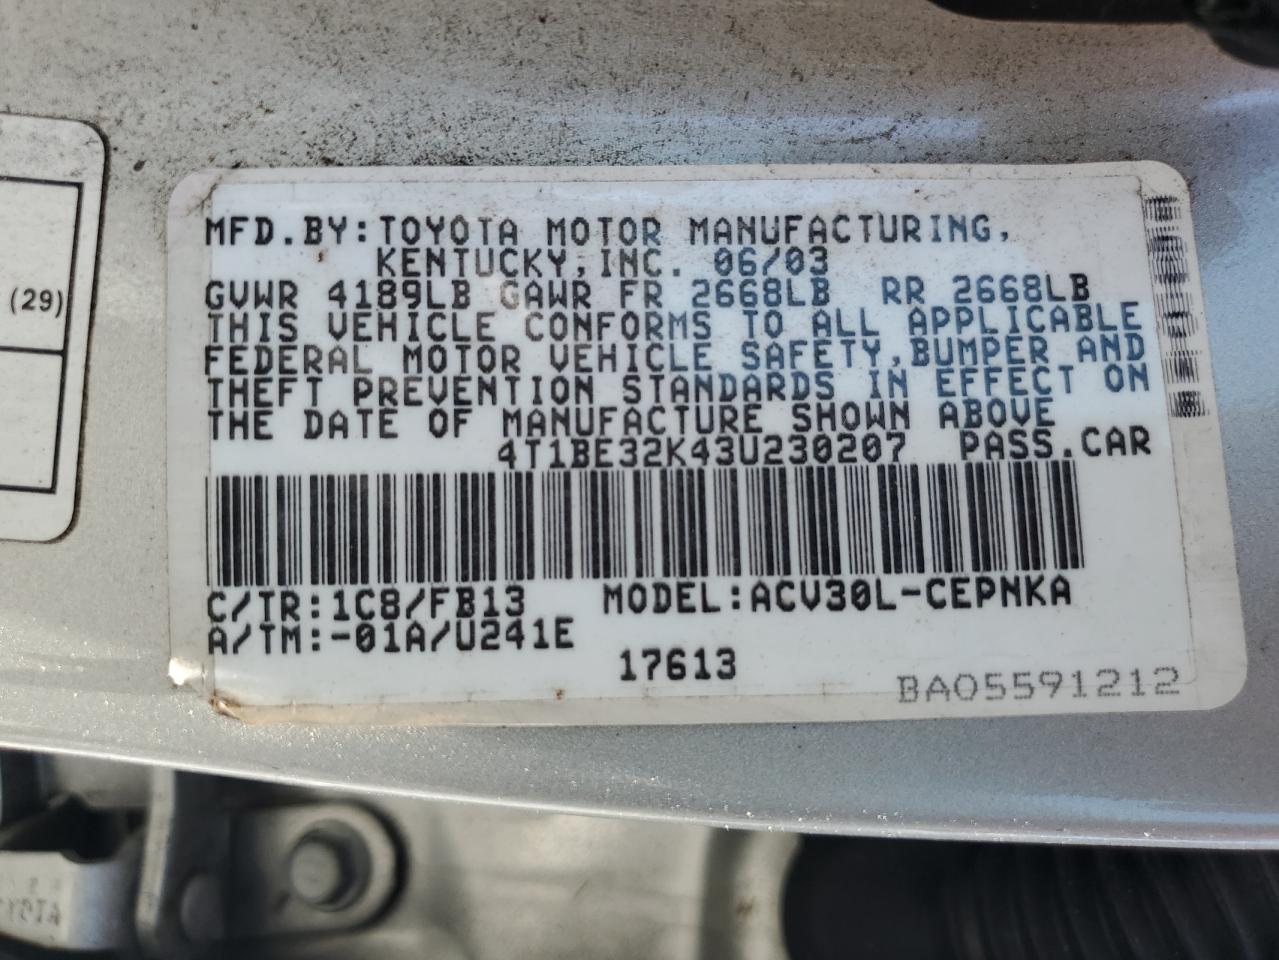 (29)
MFD.BY:TOYOTA MOTOR MANUFACTURING,
KENTUCKY,INC. 06/03
GVWR 4189LB GAWR FR 2668LB RR 2668LB
THIS VEHICLE CONFORMS TO ALL APPLICABLE
FEDERAL MOTOR VEHICLE SAFETY,BUMPER AND
THEFT PREVENTION STANDARDS IN EFFECT ON
THE DATE OF MANUFACTURE SHOWN ABOVE
4T1BE32K43U230207 PASS.CAR
C/TR:1C8/FB13 MODEL:ACV30L-CEPNKA
A/TM:-01A/U241E
17613
BA05591212